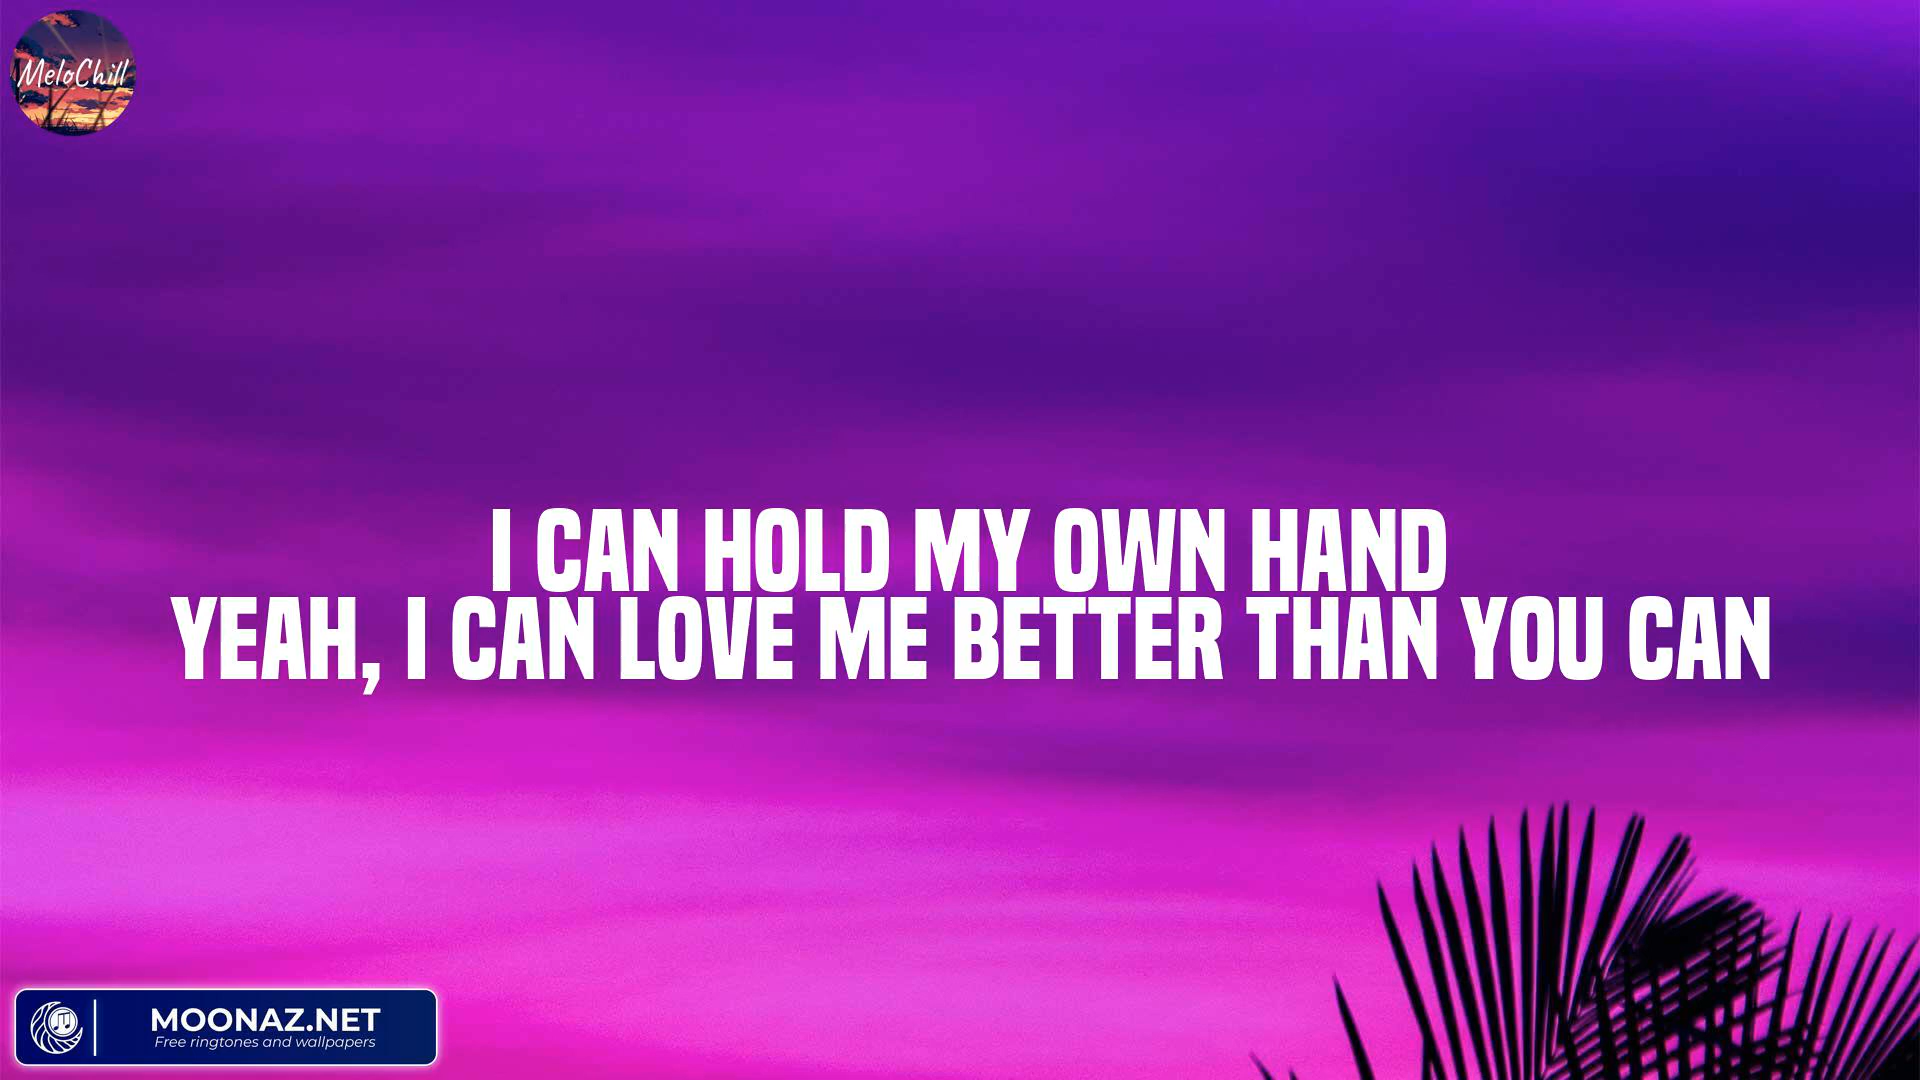 MeloChill
I CAN HOLD MY OWN HAND
YEAH, I CAN LOVE ME BETTER THAN YOU CAN
MOONAZ.NET
Free ringtones and wallpapers